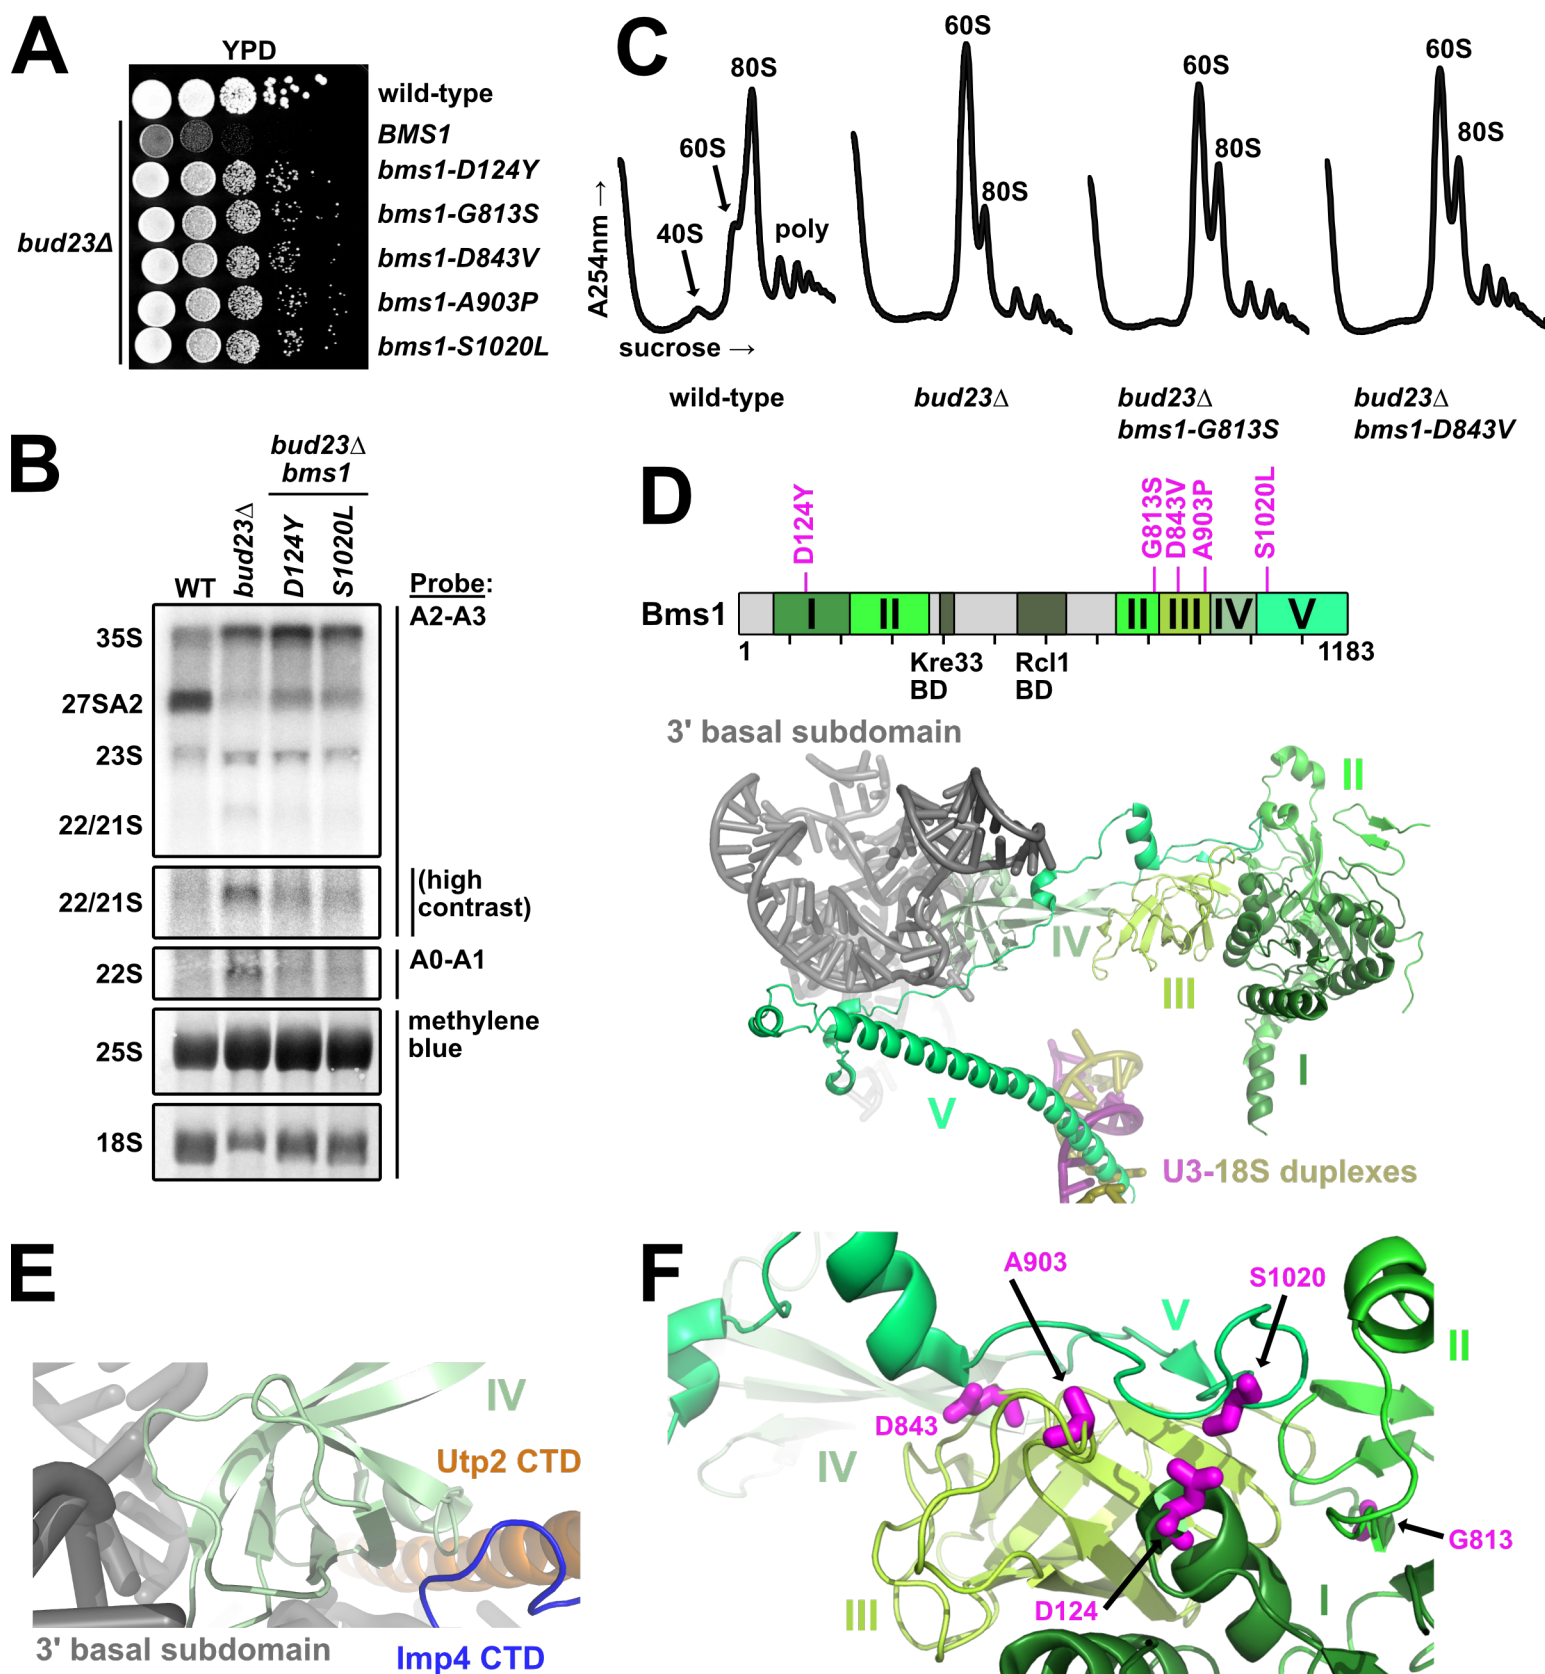 A
YPD
wild-type
BMS1
bms1-D124Y
bms1-G813S
bms1-D843V
bms1-A903P
bms1-S1020L
bud23Δ
C
A254nm →
sucrose →
40S
60S
80S
poly
wild-type
60S
80S
bud23Δ
60S
80S
bud23Δ
bms1-G813S
60S
80S
bud23Δ
bms1-D843V
B
bud23Δ
bms1
WT
bud23Δ
D124Y
S1020L
Probe:
A2-A3
35S
27SA2
23S
22/21S
22/21S
(high
contrast)
22S
A0-A1
25S
methylene
blue
18S
D
D124Y
G813S
D843V
A903P
S1020L
Bms1
I
II
II
III
IV
V
1
Kre33
BD
Rcl1
BD
1183
3' basal subdomain
II
IV
III
I
V
U3-18S duplexes
E
IV
Utp2 CTD
3' basal subdomain
Imp4 CTD
F
A903
S1020
V
II
D843
IV
G813
D124
III
I